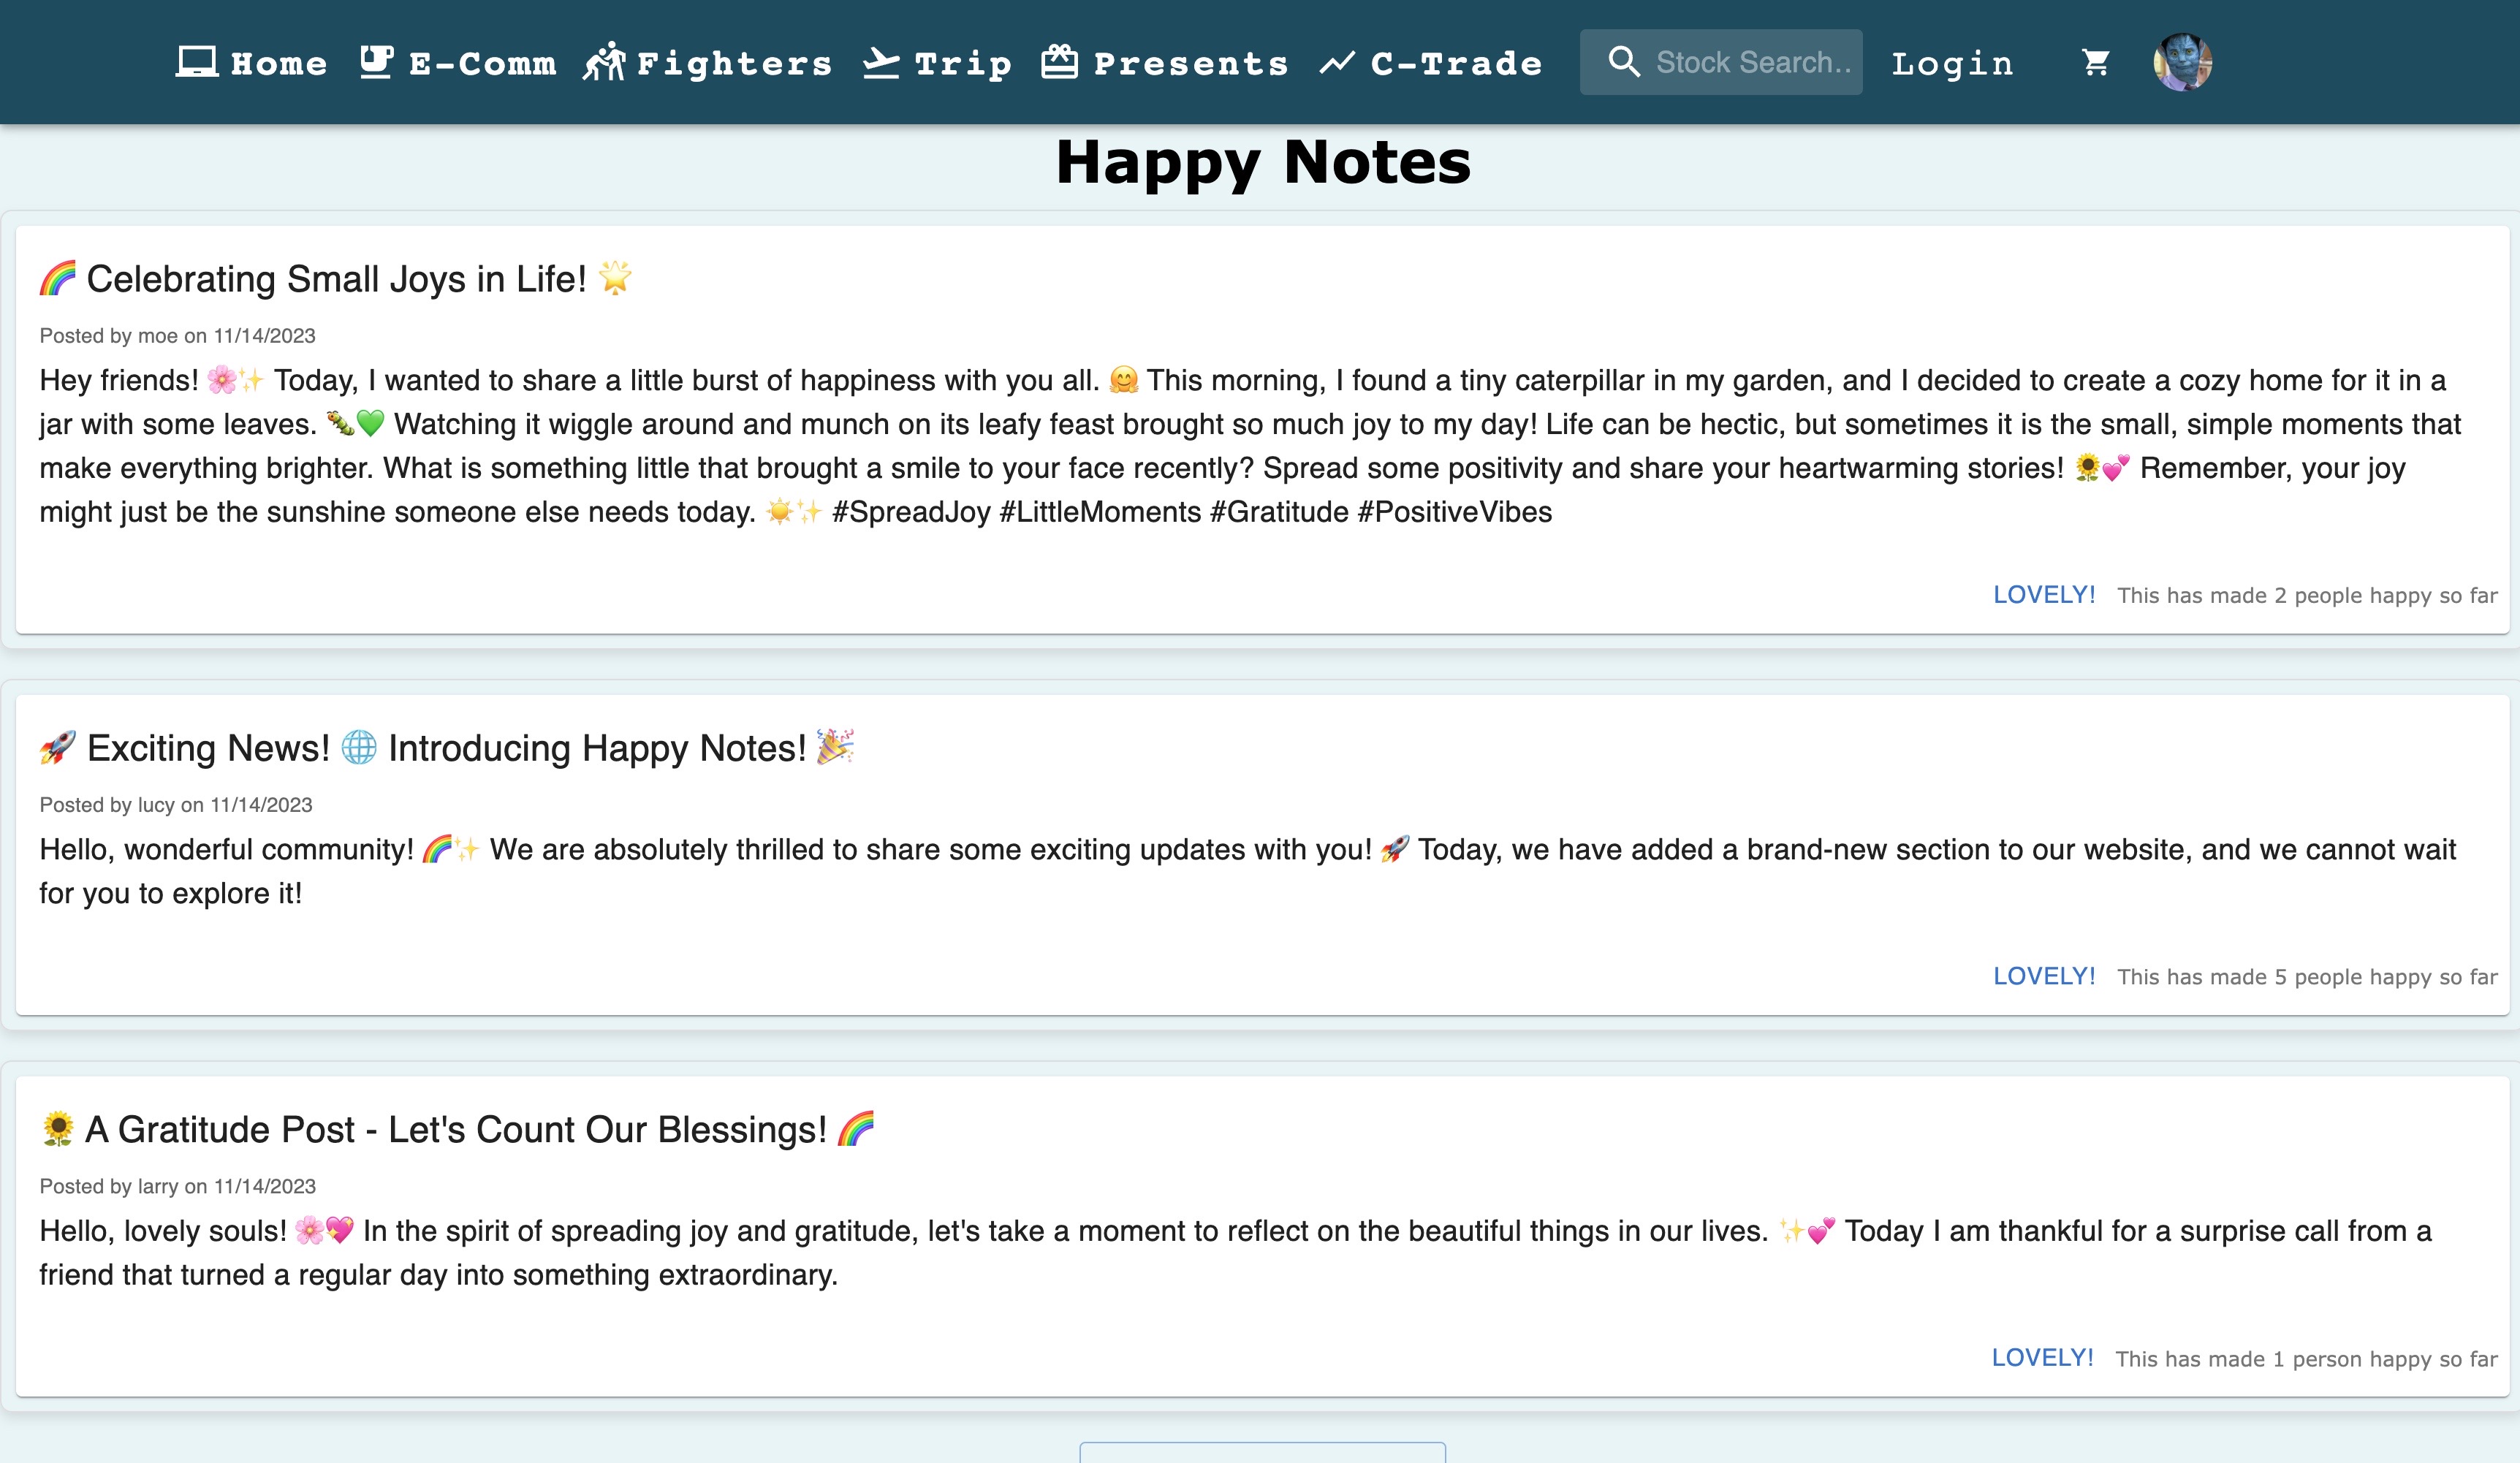 Home E-Comm Fighters Trip Presents C-Trade Stock Search.. Login
Happy Notes
🌈 Celebrating Small Joys in Life! 🌟
Posted by moe on 11/14/2023
Hey friends! 🌸✨ Today, I wanted to share a little burst of happiness with you all. 🤗 This morning, I found a tiny caterpillar in my garden, and I decided to create a cozy home for it in a
jar with some leaves. 🐛💚 Watching it wiggle around and munch on its leafy feast brought so much joy to my day! Life can be hectic, but sometimes it is the small, simple moments that
make everything brighter. What is something little that brought a smile to your face recently? Spread some positivity and share your heartwarming stories! 🌻💕 Remember, your joy
might just be the sunshine someone else needs today. ☀️✨ #SpreadJoy #LittleMoments #Gratitude #PositiveVibes
LOVELY! This has made 2 people happy so far
🚀 Exciting News! 🌐 Introducing Happy Notes! 🎉
Posted by lucy on 11/14/2023
Hello, wonderful community! 🌈✨ We are absolutely thrilled to share some exciting updates with you! 🚀 Today, we have added a brand-new section to our website, and we cannot wait
for you to explore it!
LOVELY! This has made 5 people happy so far
🌻 A Gratitude Post - Let's Count Our Blessings! 🌈
Posted by larry on 11/14/2023
Hello, lovely souls! 🌸💖 In the spirit of spreading joy and gratitude, let's take a moment to reflect on the beautiful things in our lives. ✨💕 Today I am thankful for a surprise call from a
friend that turned a regular day into something extraordinary.
LOVELY! This has made 1 person happy so far